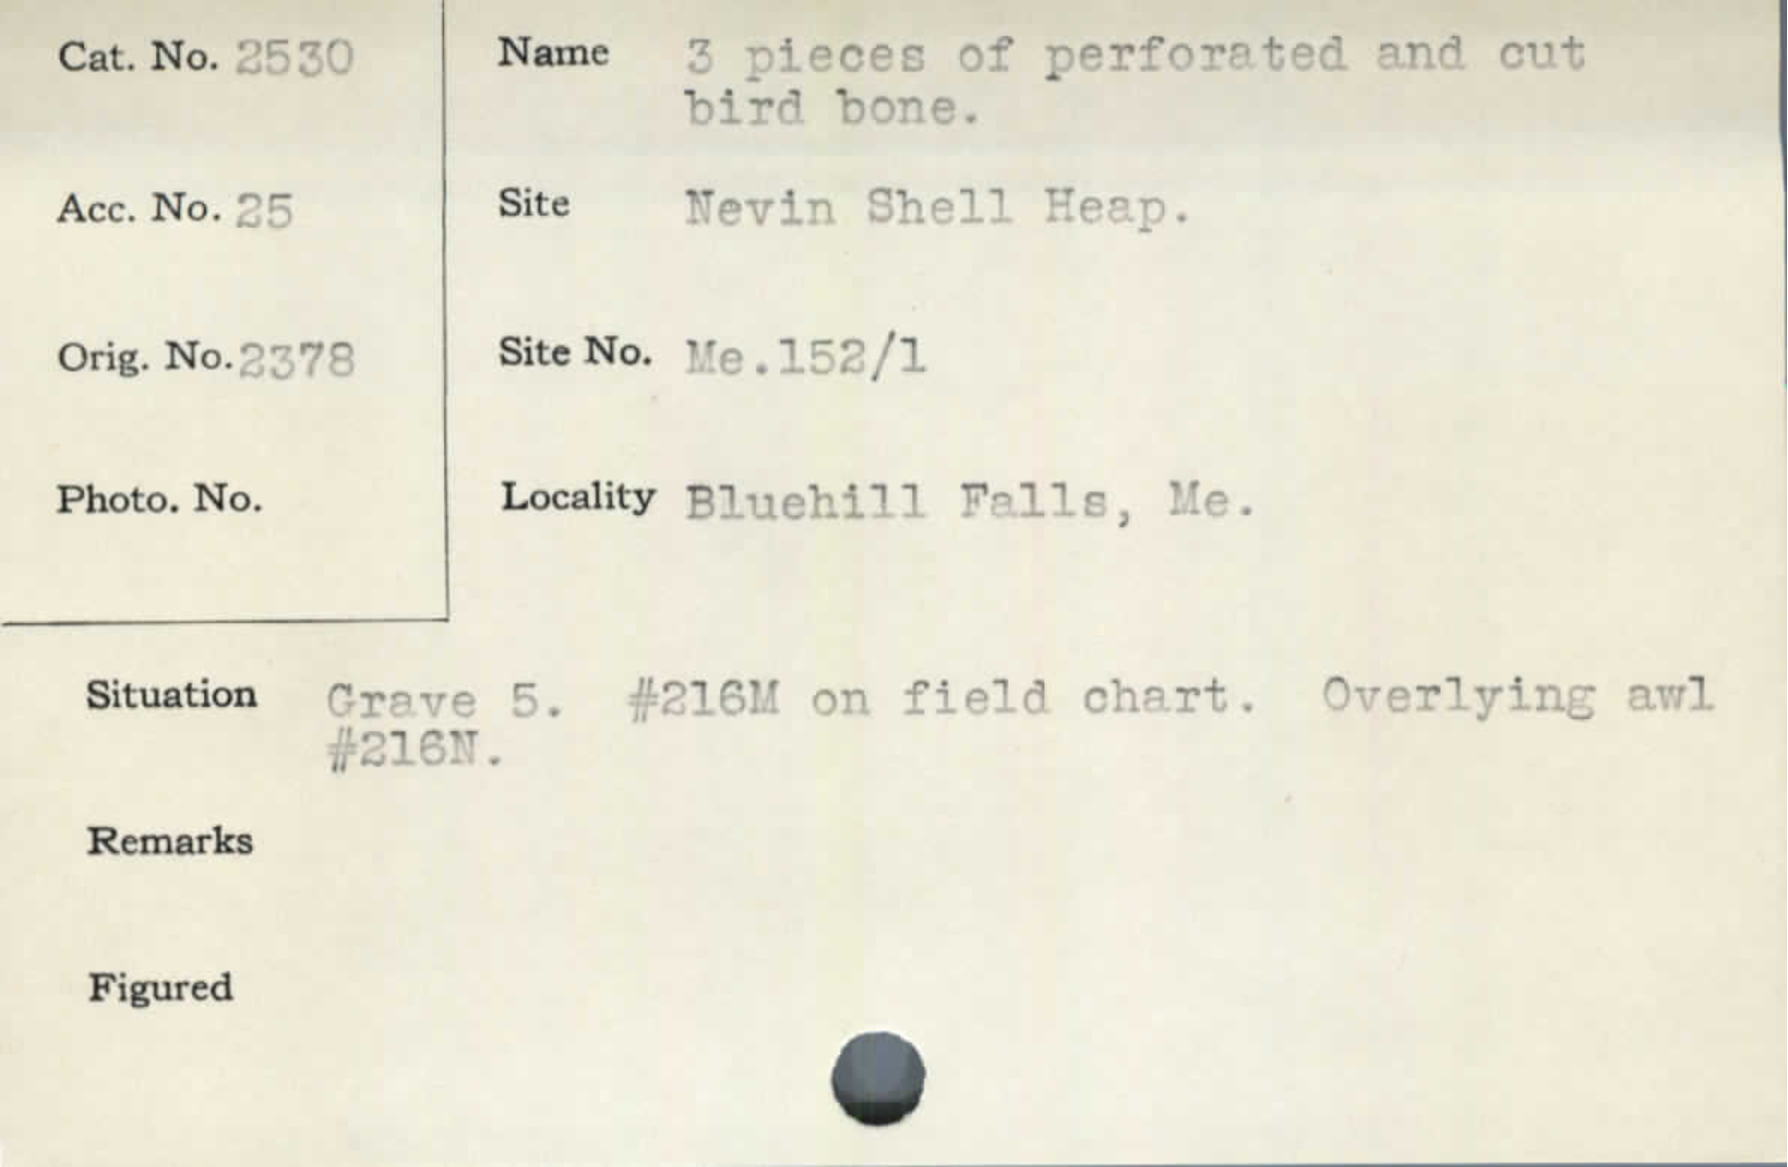 Cat. No. 2530
Name 3 pieces of perforated and cut
bird bone.
Acc. No. 25
Site Nevin Shell Heap.
Orig. No. 2378
Site No. Me.152/1
Photo. No.
Locality Bluehill Falls, Me.
Situation Grave 5. #216M on field chart. Overlying awl
#216N.
Remarks
Figured